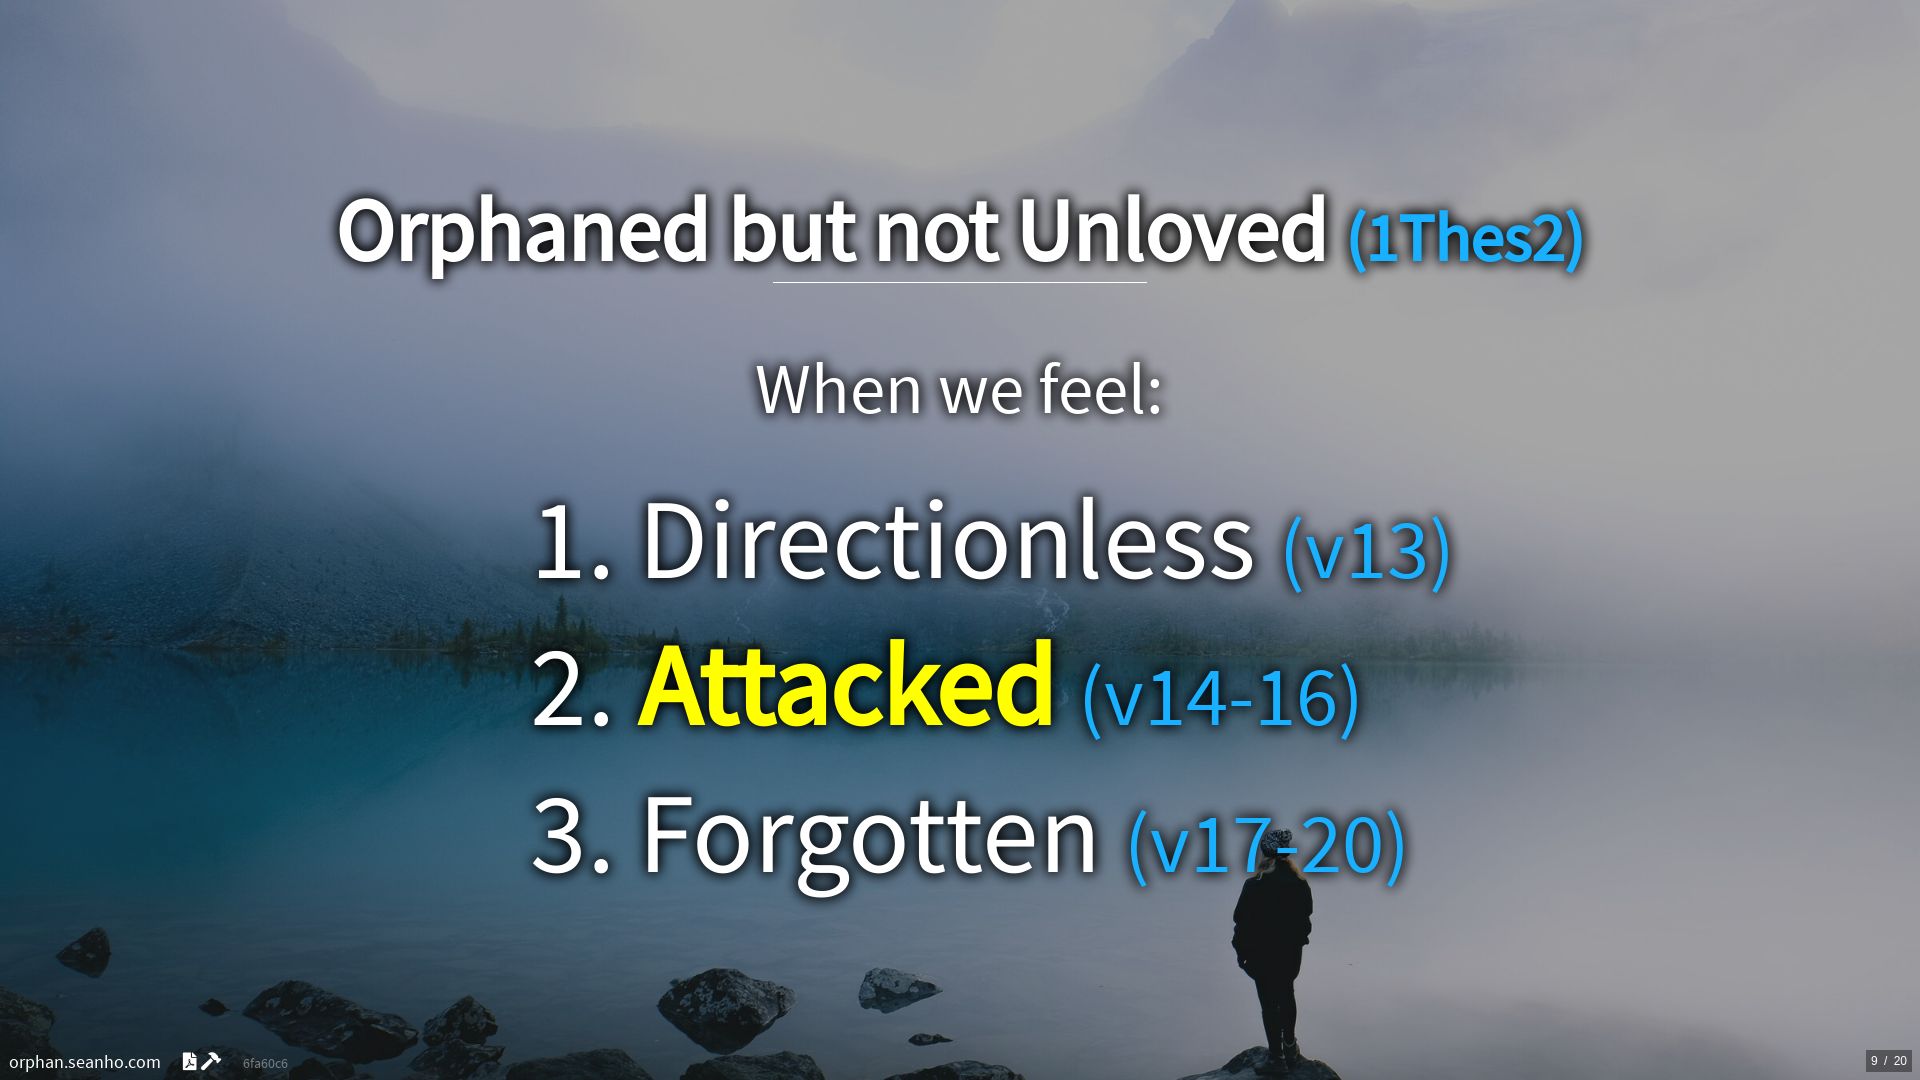 Orphaned but not Unloved (1Thes2)
When we feel:
1. Directionless (v13)
2. Attacked (v14-16)
3. Forgotten (v17-20)
orphan.seanho.com 6fa60c6
9 / 20